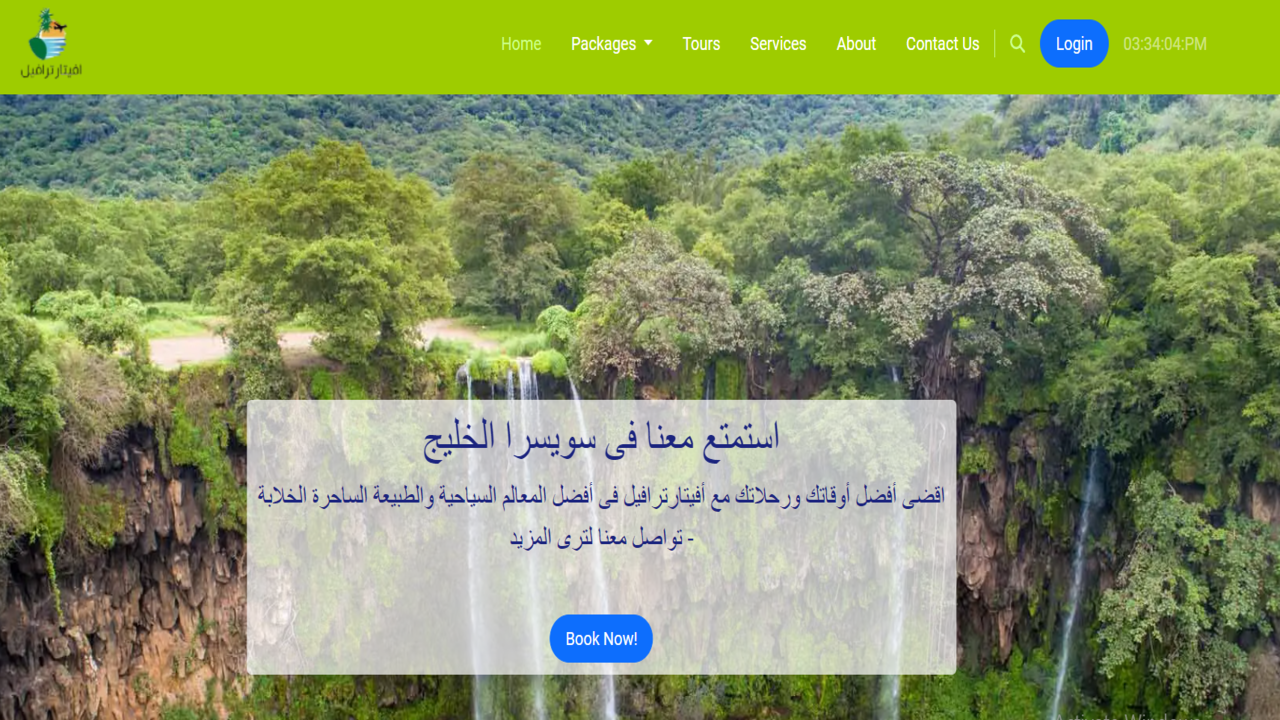 افيتار ترافيل
Home Packages Tours Services About Contact Us Login 03:34:04:PM
استمتع معنا فى سويسرا الخليج
اقضى أفضل أوقاتك ورحلاتك مع أفيتارترافيل فى أفضل المعالم السياحية والطبيعة الساحرة الخلابة
- تواصل معنا لترى المزيد
Book Now!